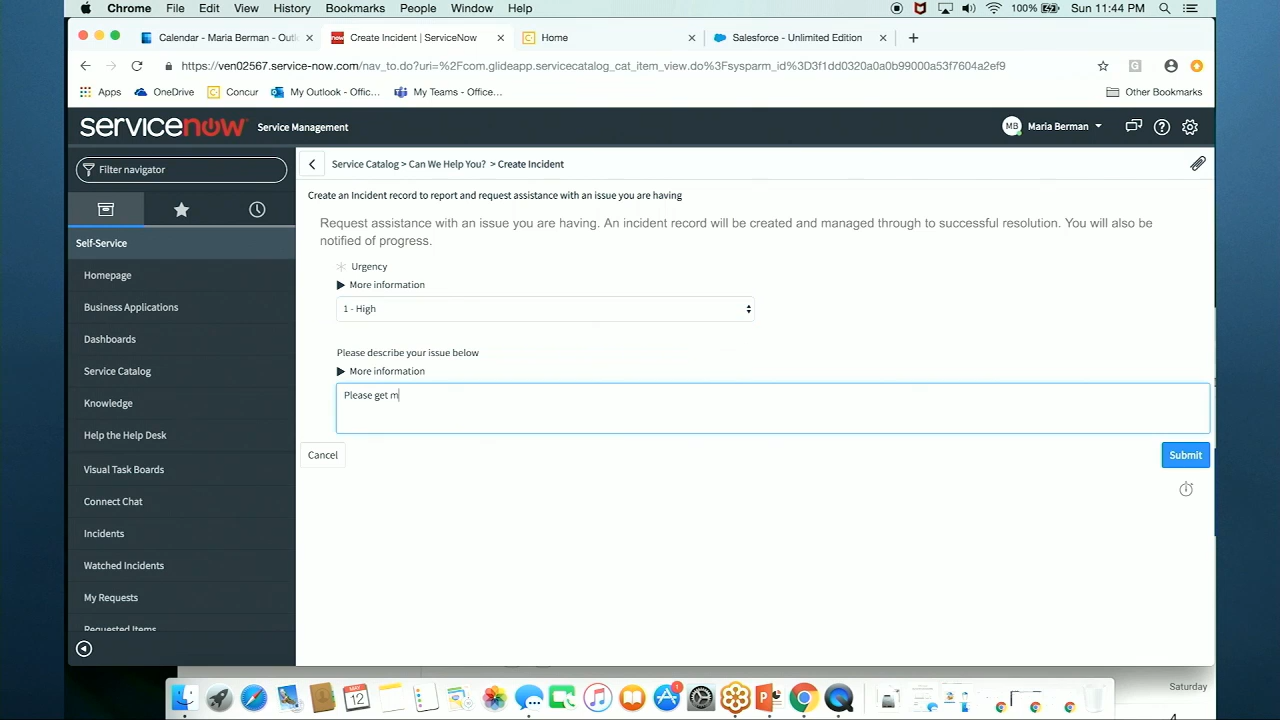 Chrome File Edit View History Bookmarks People Window Help 100% Sun 11:44 PM
Calendar - Maria Berman - Outl Create Incident | ServiceNow Home Salesforce - Unlimited Edition
https://ven02567.service-now.com/nav_to.do?uri=%2Fcom.glideapp.servicecatalog_cat_item_view.do%3Fsysparm_id%3D3f1dd0320a0a0b99000a53f7604a2ef9
Apps OneDrive Concur My Outlook - Offic... My Teams - Office... Other Bookmarks
servicenow Service Management MB Maria Berman
Filter navigator
Service Catalog > Can We Help You? > Create Incident
Create an Incident record to report and request assistance with an issue you are having
Request assistance with an issue you are having. An incident record will be created and managed through to successful resolution. You will also be
notified of progress.
Urgency
More information
1 - High
Please describe your issue below
More information
Please get m
Cancel Submit
Self-Service
Homepage
Business Applications
Dashboards
Service Catalog
Knowledge
Help the Help Desk
Visual Task Boards
Connect Chat
Incidents
Watched Incidents
My Requests
Requested Items
Saturday
MAY
12
1
4